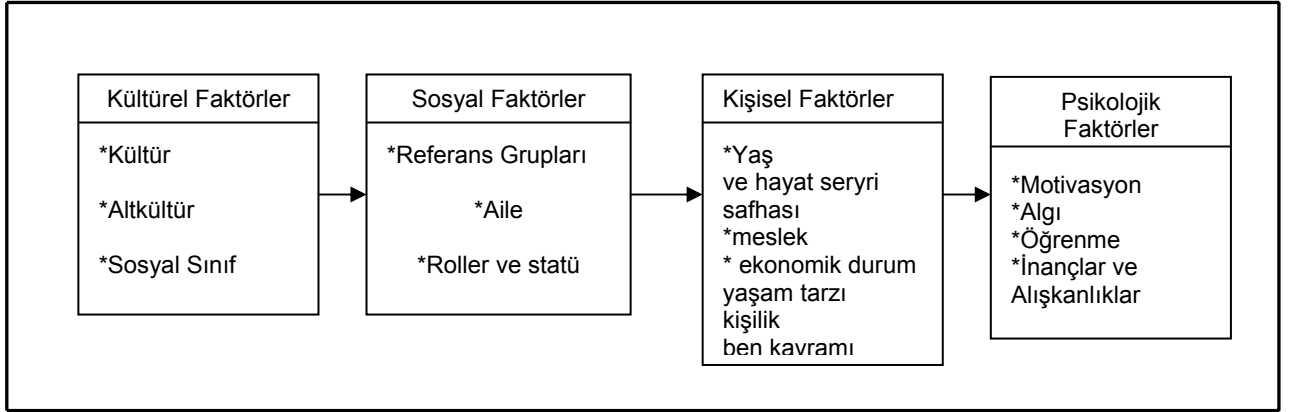 Kültürel Faktörler
*Kültür
*Altkültür
*Sosyal Sınıf
Sosyal Faktörler
*Referans Grupları
*Aile
*Roller ve statü
Kişisel Faktörler
*Yaş
ve hayat seryri
safhası
*meslek
* ekonomik durum
yaşam tarzı
kişilik
ben kavramı
Psikolojik
Faktörler
*Motivasyon
*Algı
*Öğrenme
*İnançlar ve
Alışkanlıklar